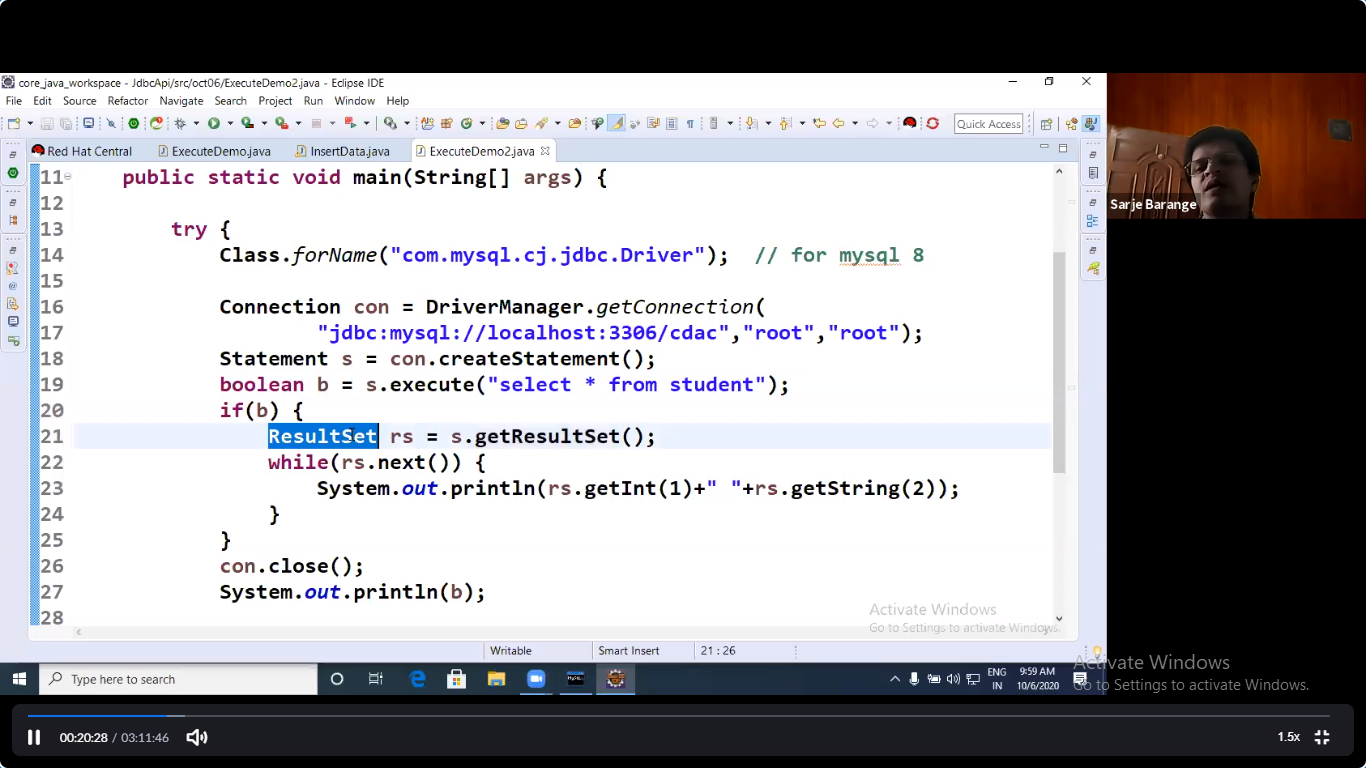 core_java_workspace - JdbcApi/src/oct06/ExecuteDemo2.java - Eclipse IDE
File Edit Source Refactor Navigate Search Project Run Window Help
Quick Access
Red Hat Central ExecuteDemo.java InsertData.java ExecuteDemo2.java
11 public static void main(String[] args) {
12
13 try {
14 Class.forName("com.mysql.cj.jdbc.Driver"); // for mysql 8
15
16 Connection con = DriverManager.getConnection(
17 "jdbc:mysql://localhost:3306/cdac","root","root");
18 Statement s = con.createStatement();
19 boolean b = s.execute("select * from student");
20 if(b) {
21 ResultSet rs = s.getResultSet();
22 while(rs.next()) {
23 System.out.println(rs.getInt(1)+" "+rs.getString(2));
24 }
25 }
26 con.close();
27 System.out.println(b);
28
Sarje Barange
Activate Windows
Go to Settings to activate Windows.
Writable Smart Insert 21 : 26
Type here to search
MySQL
ENG
IN
9:59 AM
10/6/2020
Activate Windows
Go to Settings to activate Windows.
00:20:28 / 03:11:46
1.5x